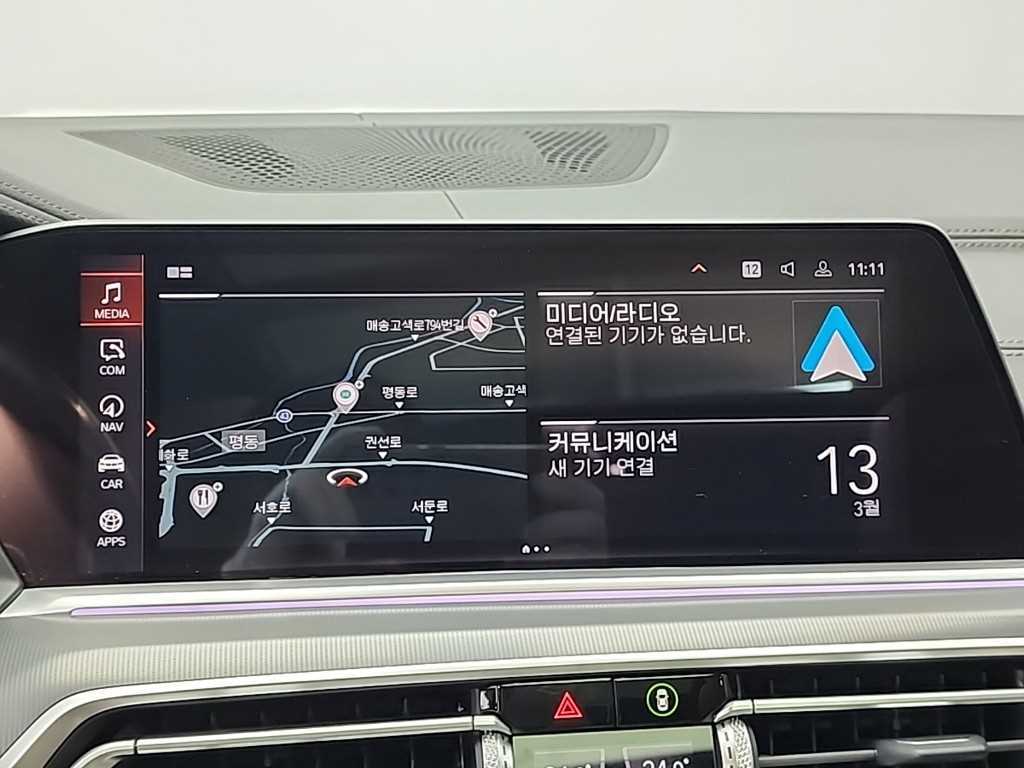 MEDIA
COM
NAV
CAR
APPS
12
11:11
매송고색로794번길
평동로
매송고색
43
평동
권선로
서호로
서둔로
미디어/라디오
연결된 기기가 없습니다.
커뮤니케이션
새 기기 연결
13
3월